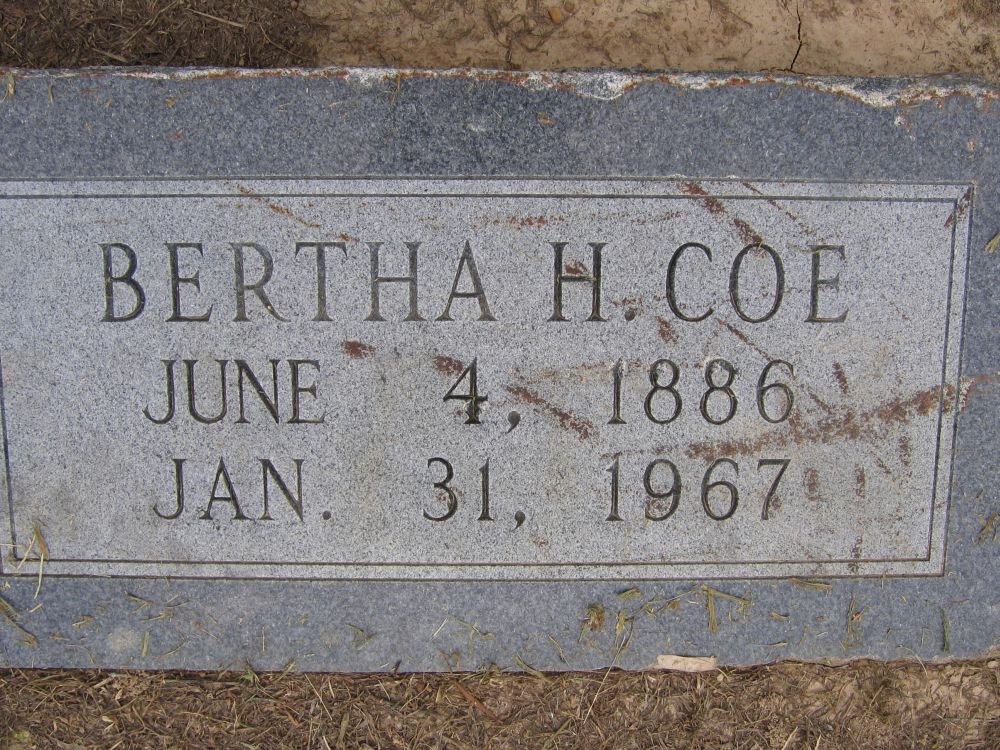 BERTHA H. COE
JUNE 4, 1886
JAN. 31, 1967